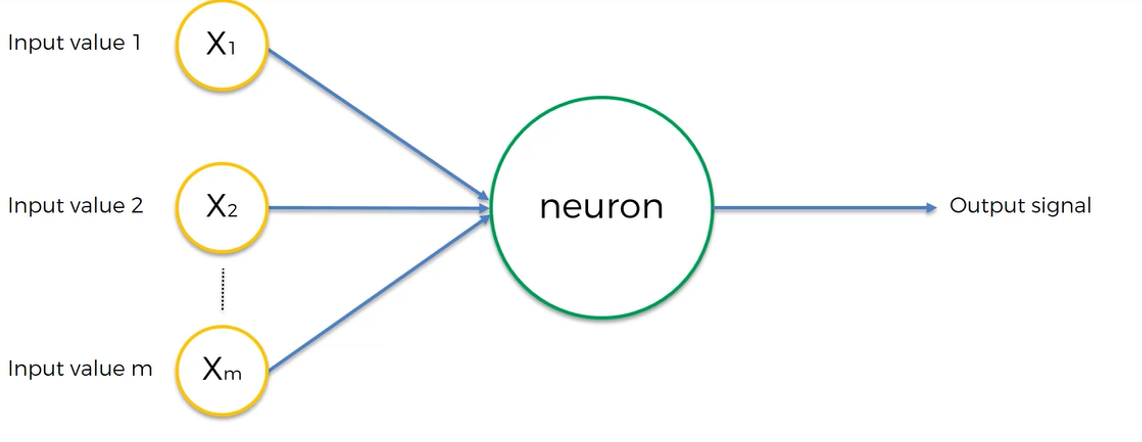 Input value 1
X₁
Input value 2
X₂
neuron
Output signal
Input value m
Xₘ